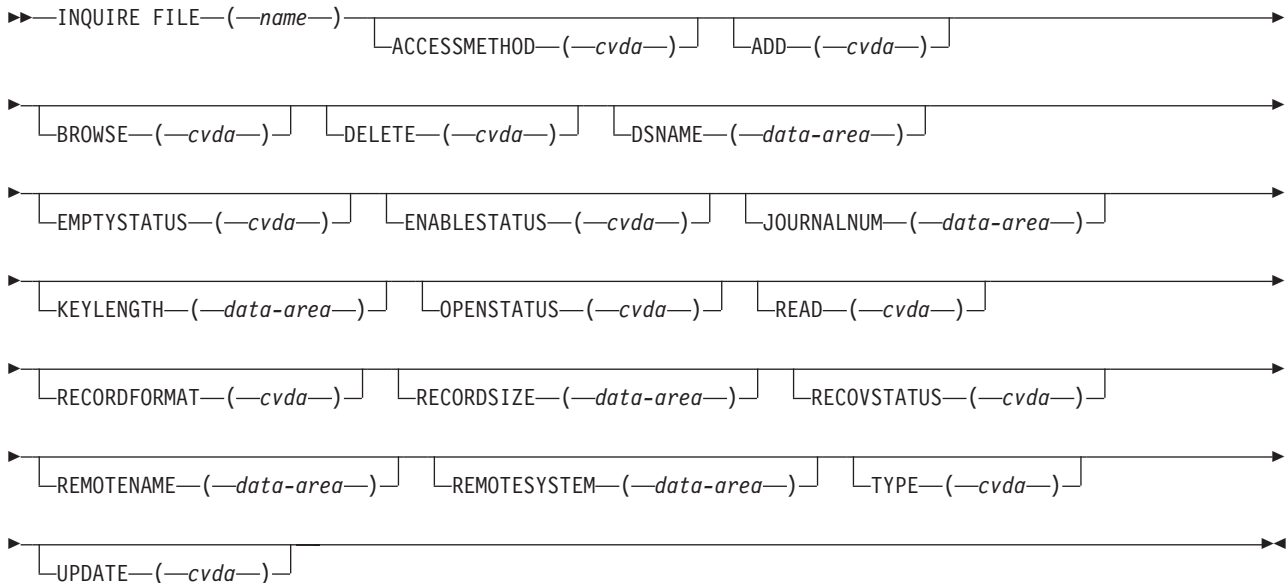 INQUIRE FILE ( name )
ACCESSMETHOD ( cvda ) ADD ( cvda )
BROWSE ( cvda ) DELETE ( cvda ) DSNAME ( data-area )
EMPTYSTATUS ( cvda ) ENABLESTATUS ( cvda ) JOURNALNUM ( data-area )
KEYLENGTH ( data-area ) OPENSTATUS ( cvda ) READ ( cvda )
RECORDFORMAT ( cvda ) RECORDSIZE ( data-area ) RECOVSTATUS ( cvda )
REMOTENAME ( data-area ) REMOTESYSTEM ( data-area ) TYPE ( cvda )
UPDATE ( cvda )